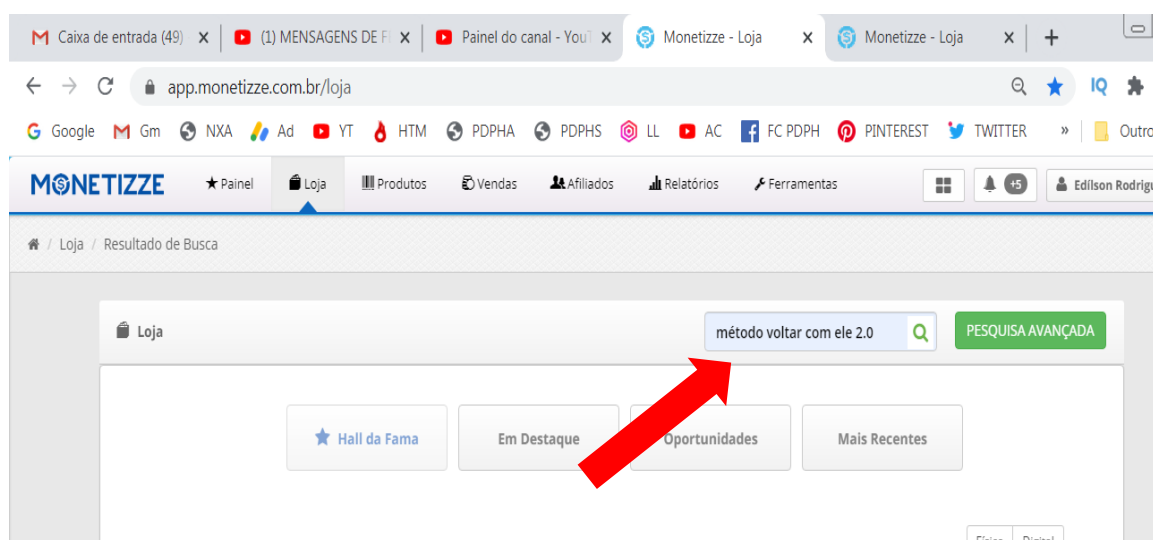 Caixa de entrada (49) (1) MENSAGENS DE F Painel do canal - You Monetizze - Loja Monetizze - Loja
app.monetizze.com.br/loja IQ
Google Gm NXA Ad YT HTM PDPHA PDPHS LL AC FC PDPH PINTEREST TWITTER » Outro
MONETIZZE Painel Loja Produtos Vendas Afiliados Relatórios Ferramentas +5 Edílson Rodrigu
/ Loja / Resultado de Busca
Loja método voltar com ele 2.0 PESQUISA AVANÇADA
Hall da Fama Em Destaque Oportunidades Mais Recentes